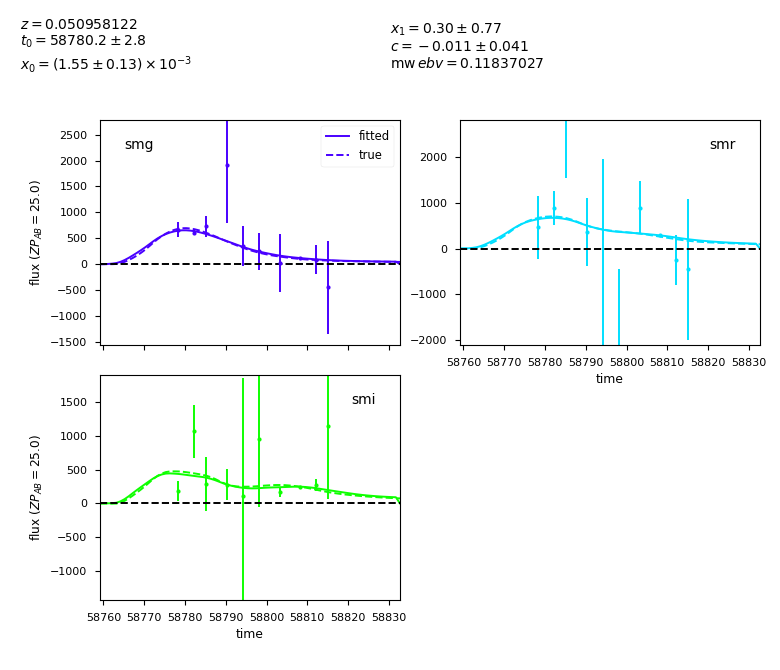 z = 0.050958122
t₀ = 58780.2 ± 2.8
x₀ = (1.55 ± 0.13) × 10⁻³
x₁ = 0.30 ± 0.77
c = −0.011 ± 0.041
mw ebv = 0.11837027
smg
fitted
true
2500
2000
1500
1000
500
0
−500
−1000
−1500
flux (ZP_AB = 25.0)
smr
2000
1000
0
−1000
−2000
58760 58770 58780 58790 58800 58810 58820 58830
time
smi
1500
1000
500
0
−500
−1000
flux (ZP_AB = 25.0)
58760 58770 58780 58790 58800 58810 58820 58830
time